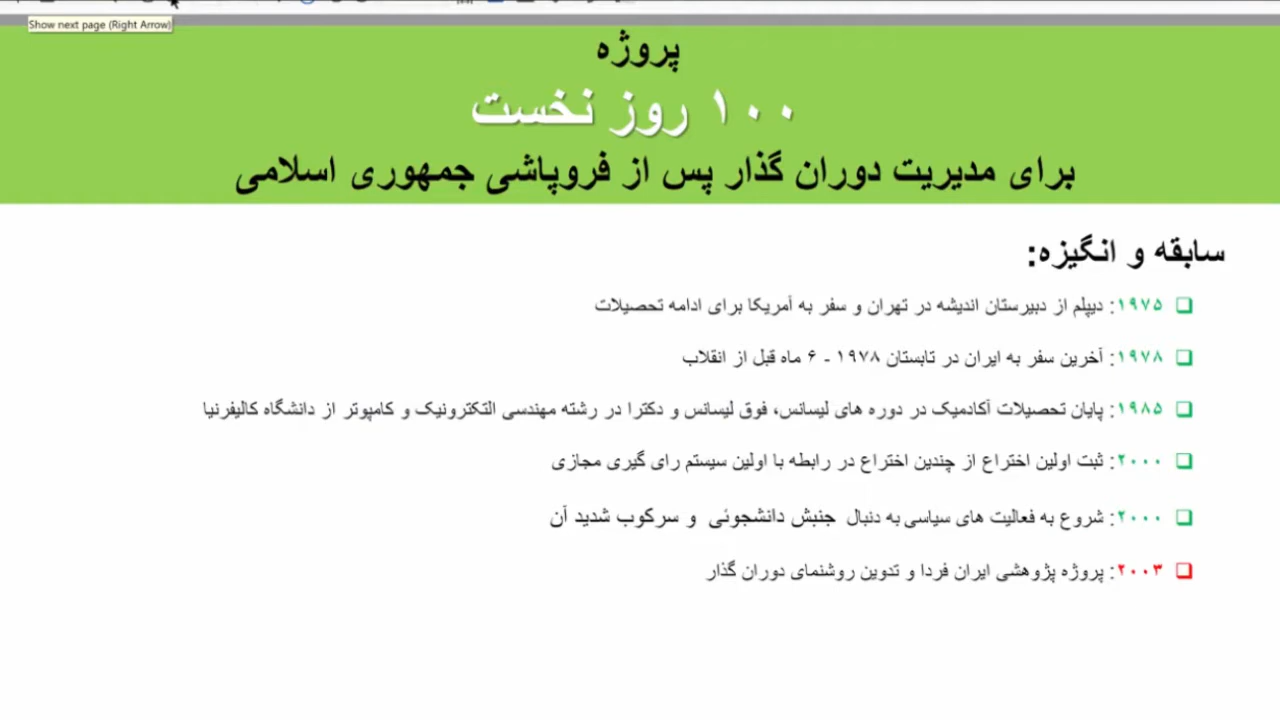 Show next page (Right Arrow)
پروژه
۱۰۰ روز نخست
برای مدیریت دوران گذار پس از فروپاشی جمهوری اسلامی
سابقه و انگیزه:
❑ ۱۹۷۵: دیپلم از دبیرستان اندیشه در تهران و سفر به آمریکا برای ادامه تحصیلات
❑ ۱۹۷۸: آخرین سفر به ایران در تابستان ۱۹۷۸ - ۶ ماه قبل از انقلاب
❑ ۱۹۸۵: پایان تحصیلات آکادمیک در دوره های لیسانس، فوق لیسانس و دکترا در رشته مهندسی التکترونیک و کامپوتر از دانشگاه کالیفرنیا
❑ ۲۰۰۰: ثبت اولین اختراع از چندین اختراع در رابطه با اولین سیستم رای گیری مجازی
❑ ۲۰۰۰: شروع به فعالیت های سیاسی به دنبال جنبش دانشجوئی و سرکوب شدید آن
❑ ۲۰۰۳: پروژه پژوهشی ایران فردا و تدوین روشنمای دوران گذار